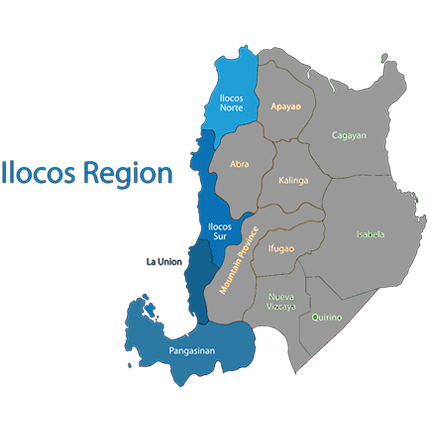 Ilocos
Norte
Apayao
Cagayan
Abra
Ilocos Region
Kalinga
Ilocos
Sur
Isabela
Mountain Province
Ifugao
La Union
Nueva
Vizcaya
Quirino
Pangasinan